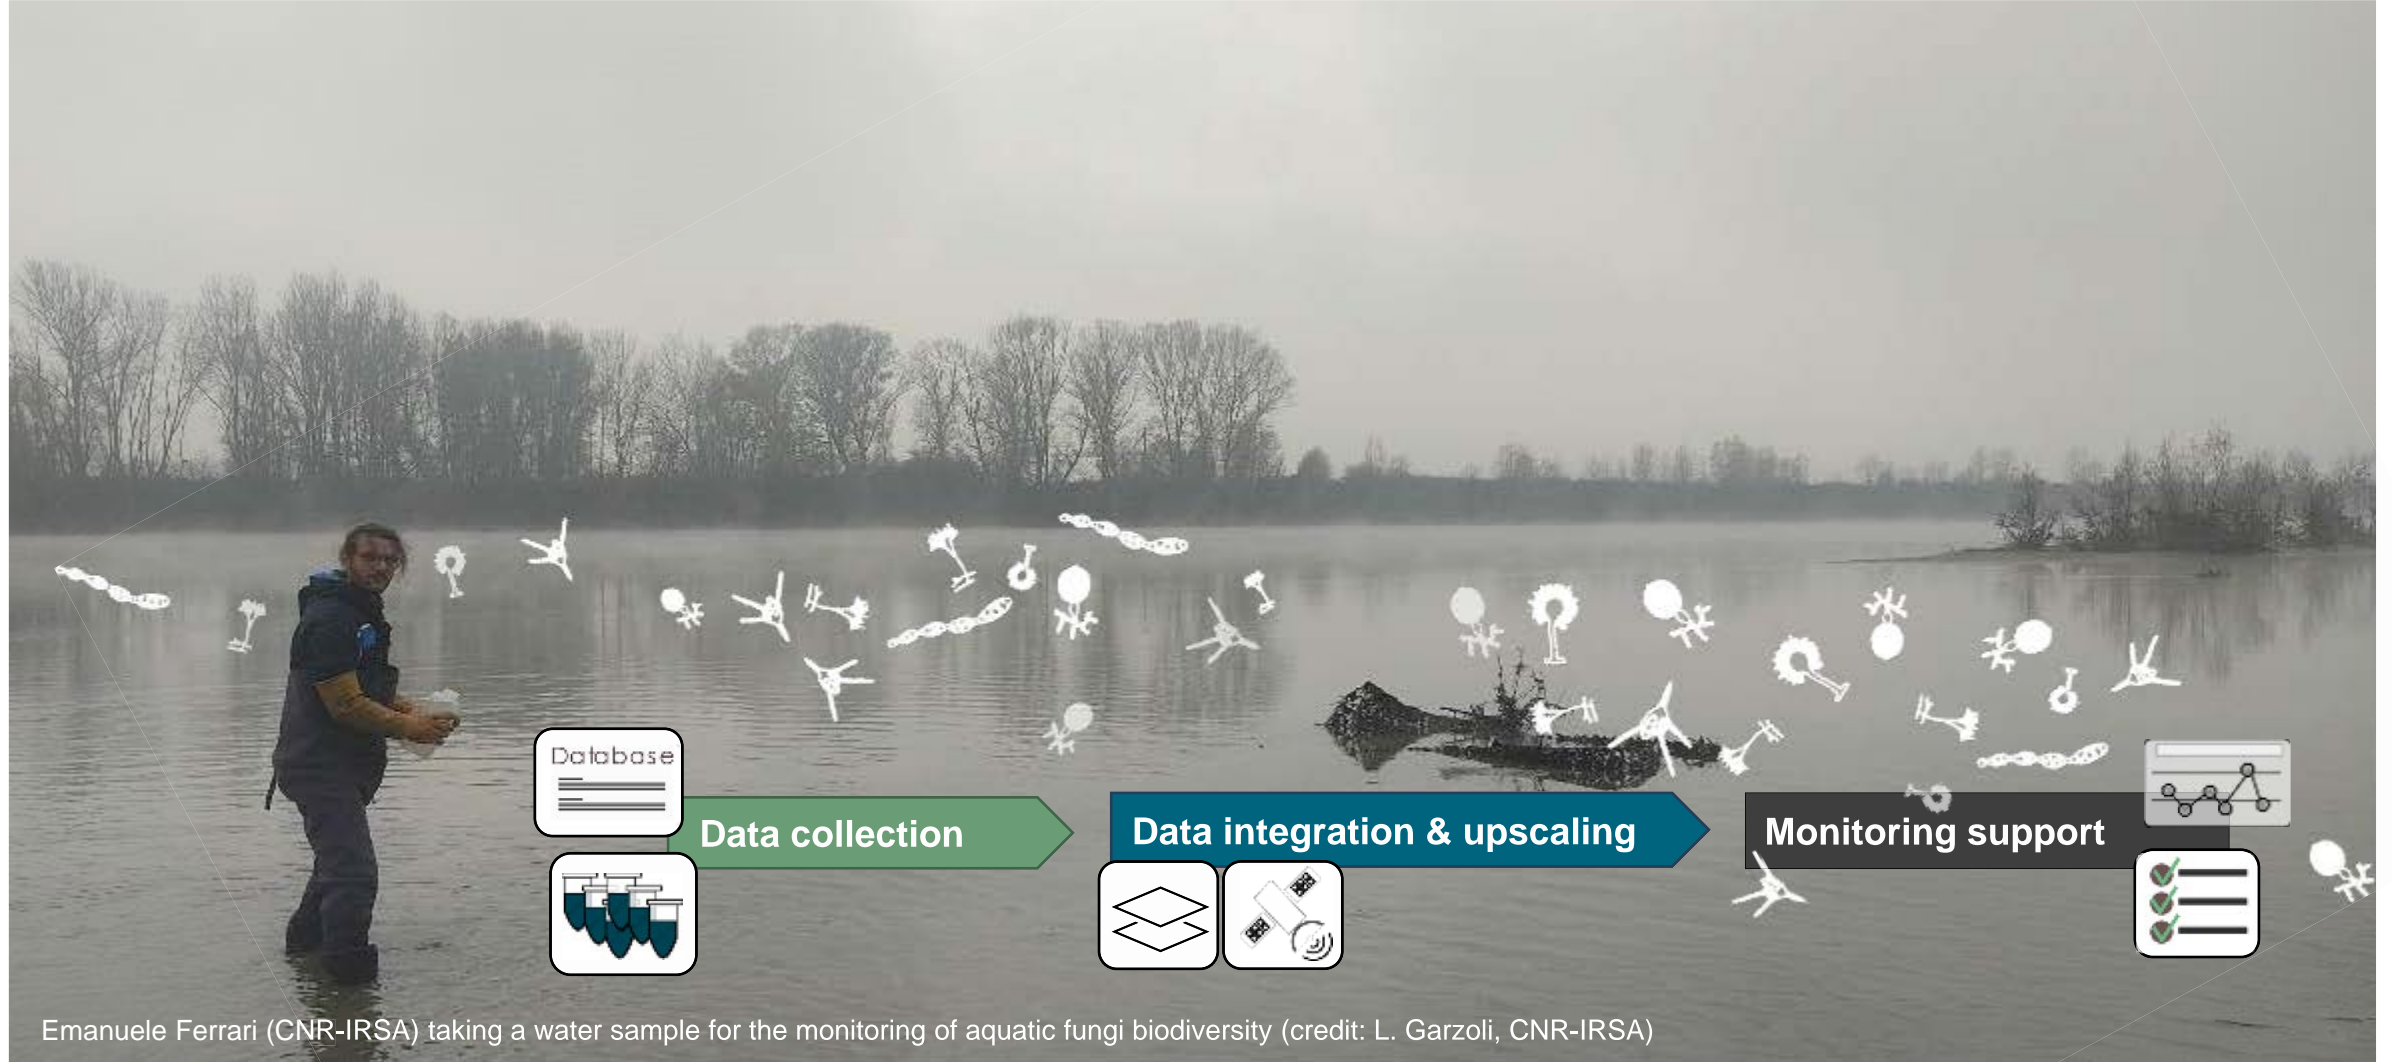 Database
Data collection
Data integration & upscaling
Monitoring support
Emanuele Ferrari (CNR-IRSA) taking a water sample for the monitoring of aquatic fungi biodiversity (credit: L. Garzoli, CNR-IRSA)